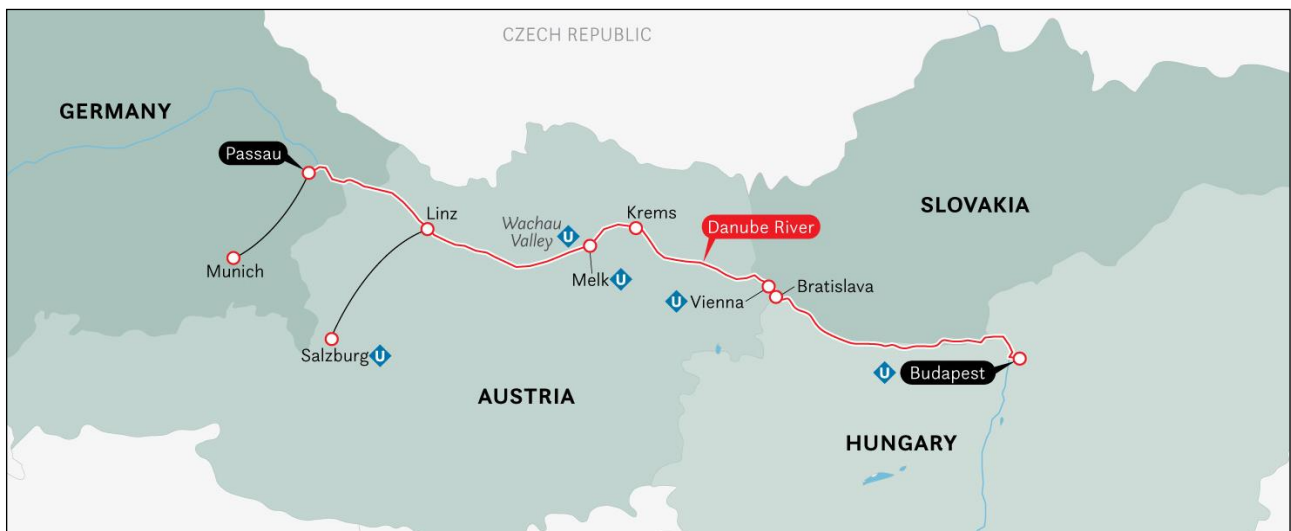 CZECH REPUBLIC
GERMANY
Passau
Munich
Linz
Salzburg U
Wachau
Valley U
Melk U
Krems
Danube River
SLOVAKIA
U Vienna
Bratislava
U Budapest
AUSTRIA
HUNGARY